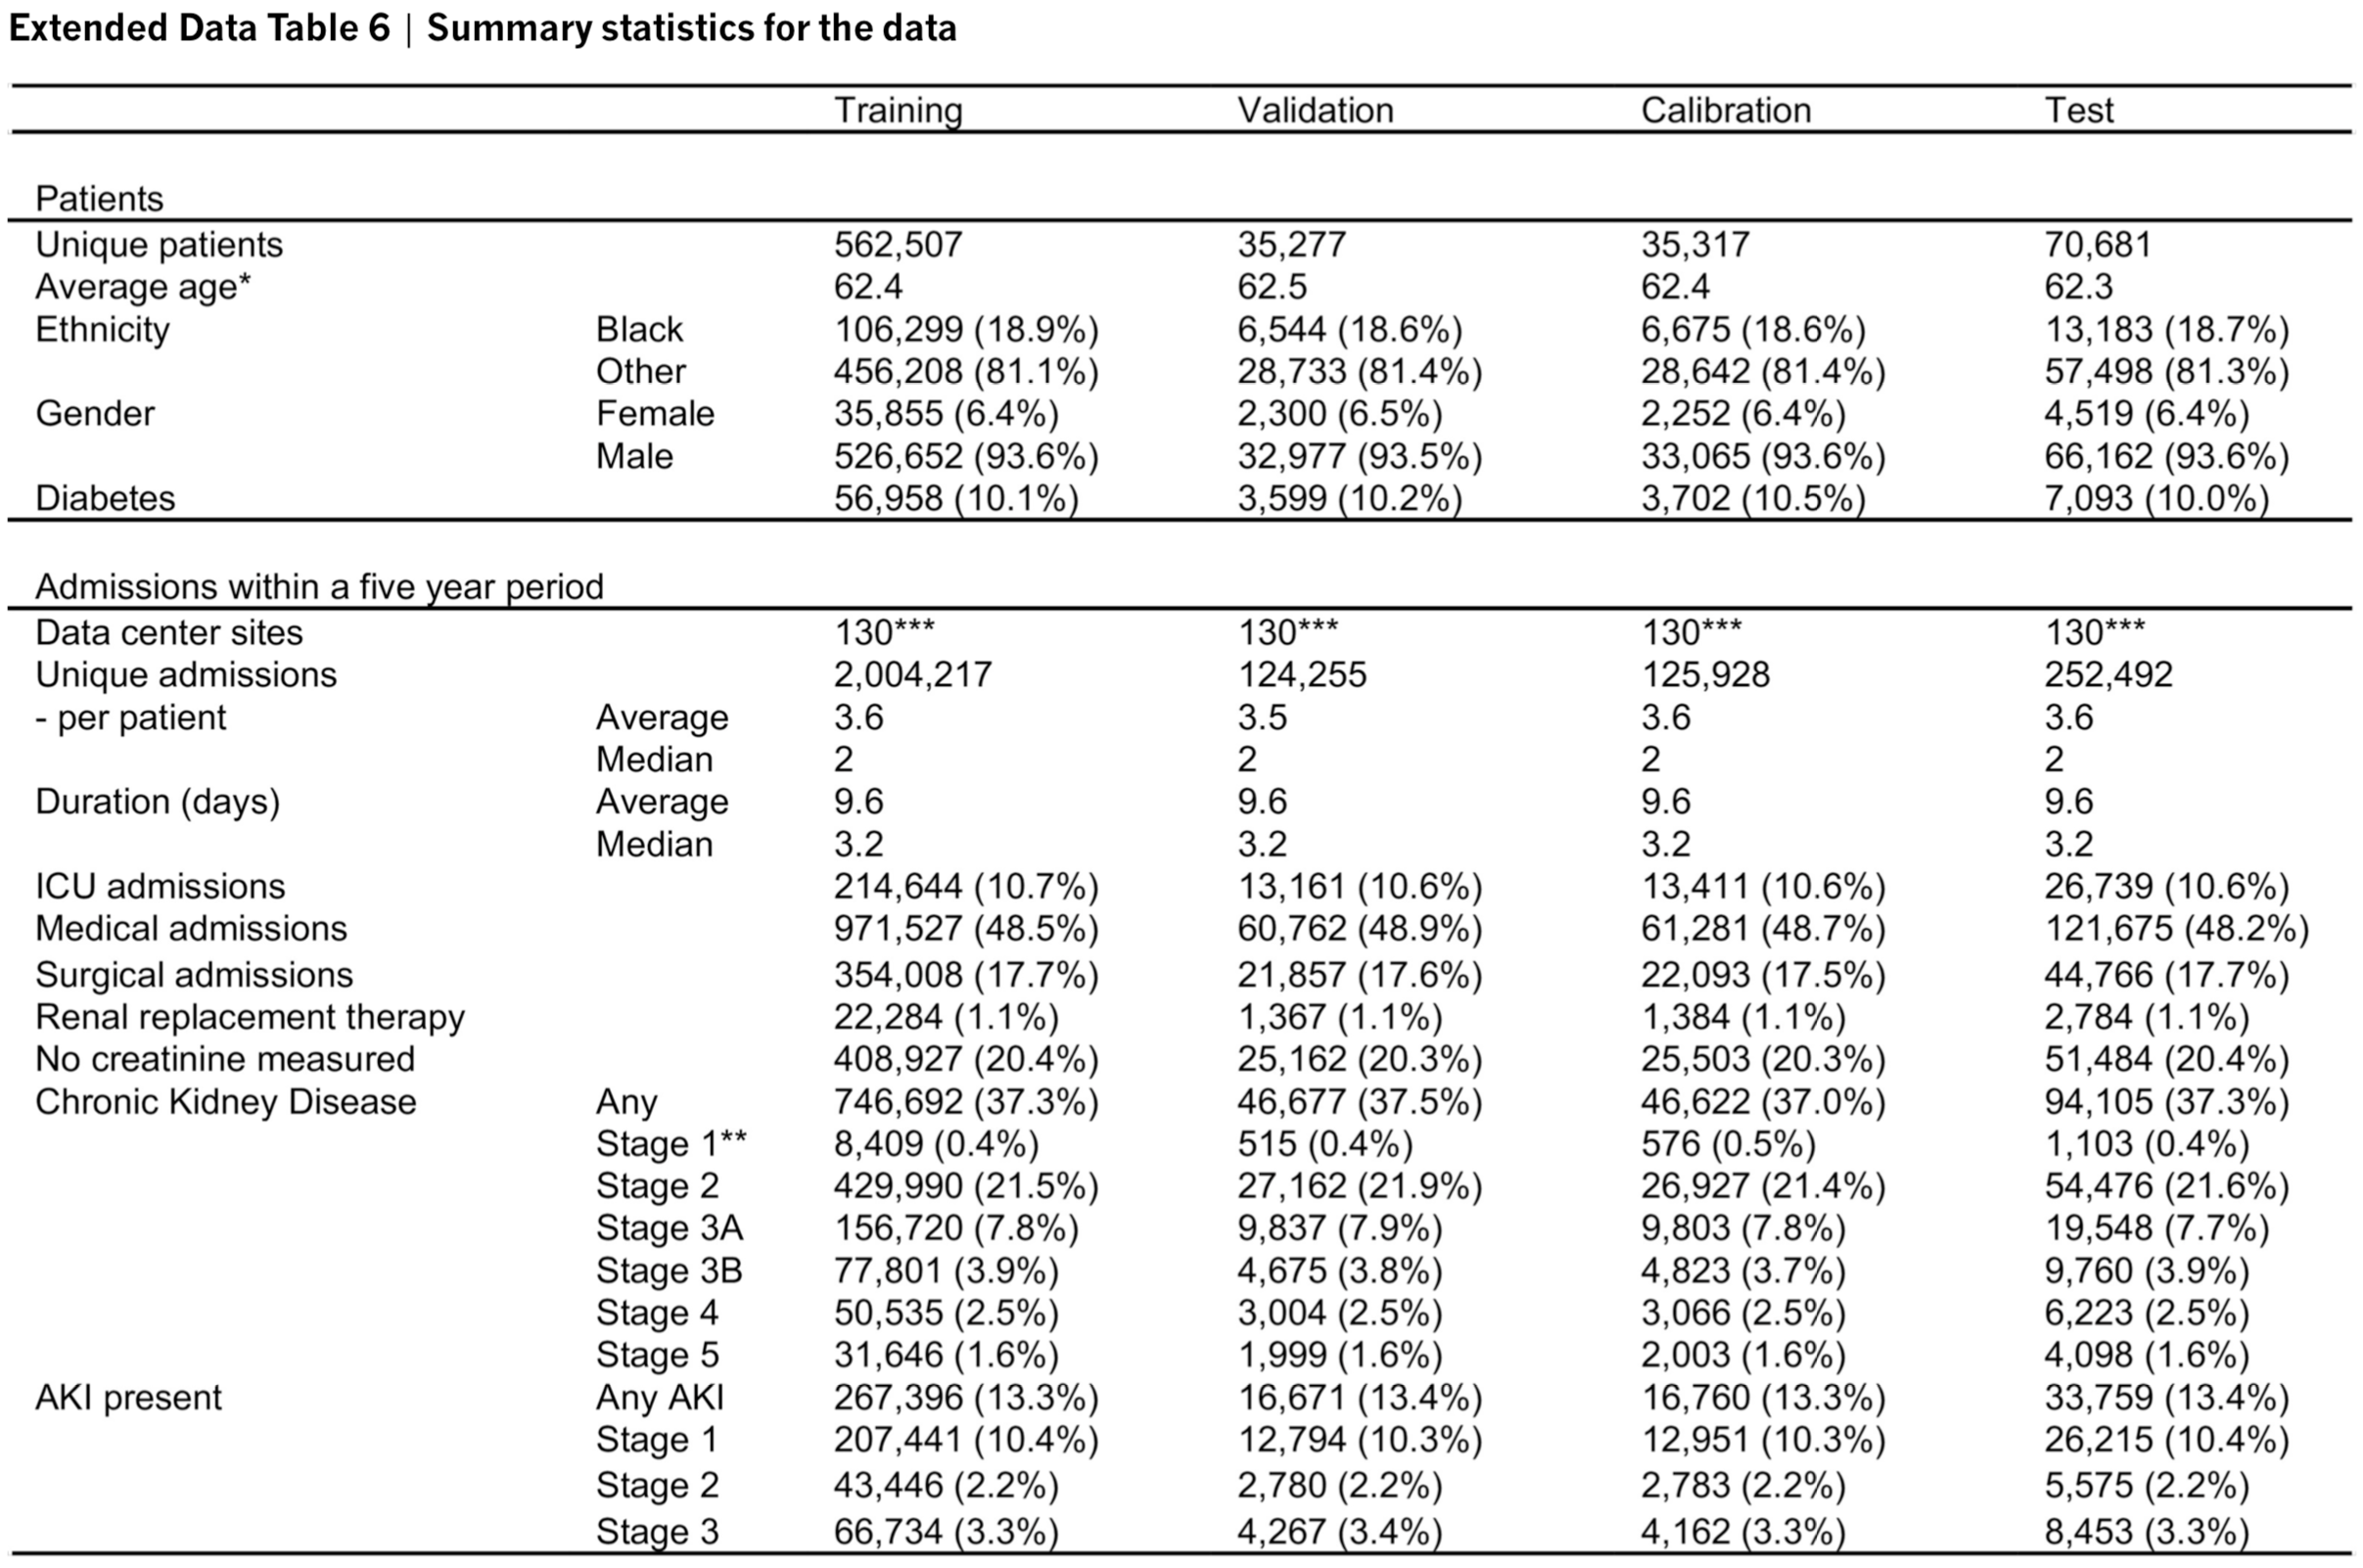 Extended Data Table 6 | Summary statistics for the data
Training Validation Calibration Test
Patients
Unique patients 562,507 35,277 35,317 70,681
Average age* 62.4 62.5 62.4 62.3
Ethnicity Black 106,299 (18.9%) 6,544 (18.6%) 6,675 (18.6%) 13,183 (18.7%)
Other 456,208 (81.1%) 28,733 (81.4%) 28,642 (81.4%) 57,498 (81.3%)
Gender Female 35,855 (6.4%) 2,300 (6.5%) 2,252 (6.4%) 4,519 (6.4%)
Male 526,652 (93.6%) 32,977 (93.5%) 33,065 (93.6%) 66,162 (93.6%)
Diabetes 56,958 (10.1%) 3,599 (10.2%) 3,702 (10.5%) 7,093 (10.0%)
Admissions within a five year period
Data center sites 130*** 130*** 130*** 130***
Unique admissions 2,004,217 124,255 125,928 252,492
- per patient Average 3.6 3.5 3.6 3.6
Median 2 2 2 2
Duration (days) Average 9.6 9.6 9.6 9.6
Median 3.2 3.2 3.2 3.2
ICU admissions 214,644 (10.7%) 13,161 (10.6%) 13,411 (10.6%) 26,739 (10.6%)
Medical admissions 971,527 (48.5%) 60,762 (48.9%) 61,281 (48.7%) 121,675 (48.2%)
Surgical admissions 354,008 (17.7%) 21,857 (17.6%) 22,093 (17.5%) 44,766 (17.7%)
Renal replacement therapy 22,284 (1.1%) 1,367 (1.1%) 1,384 (1.1%) 2,784 (1.1%)
No creatinine measured 408,927 (20.4%) 25,162 (20.3%) 25,503 (20.3%) 51,484 (20.4%)
Chronic Kidney Disease Any 746,692 (37.3%) 46,677 (37.5%) 46,622 (37.0%) 94,105 (37.3%)
Stage 1** 8,409 (0.4%) 515 (0.4%) 576 (0.5%) 1,103 (0.4%)
Stage 2 429,990 (21.5%) 27,162 (21.9%) 26,927 (21.4%) 54,476 (21.6%)
Stage 3A 156,720 (7.8%) 9,837 (7.9%) 9,803 (7.8%) 19,548 (7.7%)
Stage 3B 77,801 (3.9%) 4,675 (3.8%) 4,823 (3.7%) 9,760 (3.9%)
Stage 4 50,535 (2.5%) 3,004 (2.5%) 3,066 (2.5%) 6,223 (2.5%)
Stage 5 31,646 (1.6%) 1,999 (1.6%) 2,003 (1.6%) 4,098 (1.6%)
AKI present Any AKI 267,396 (13.3%) 16,671 (13.4%) 16,760 (13.3%) 33,759 (13.4%)
Stage 1 207,441 (10.4%) 12,794 (10.3%) 12,951 (10.3%) 26,215 (10.4%)
Stage 2 43,446 (2.2%) 2,780 (2.2%) 2,783 (2.2%) 5,575 (2.2%)
Stage 3 66,734 (3.3%) 4,267 (3.4%) 4,162 (3.3%) 8,453 (3.3%)